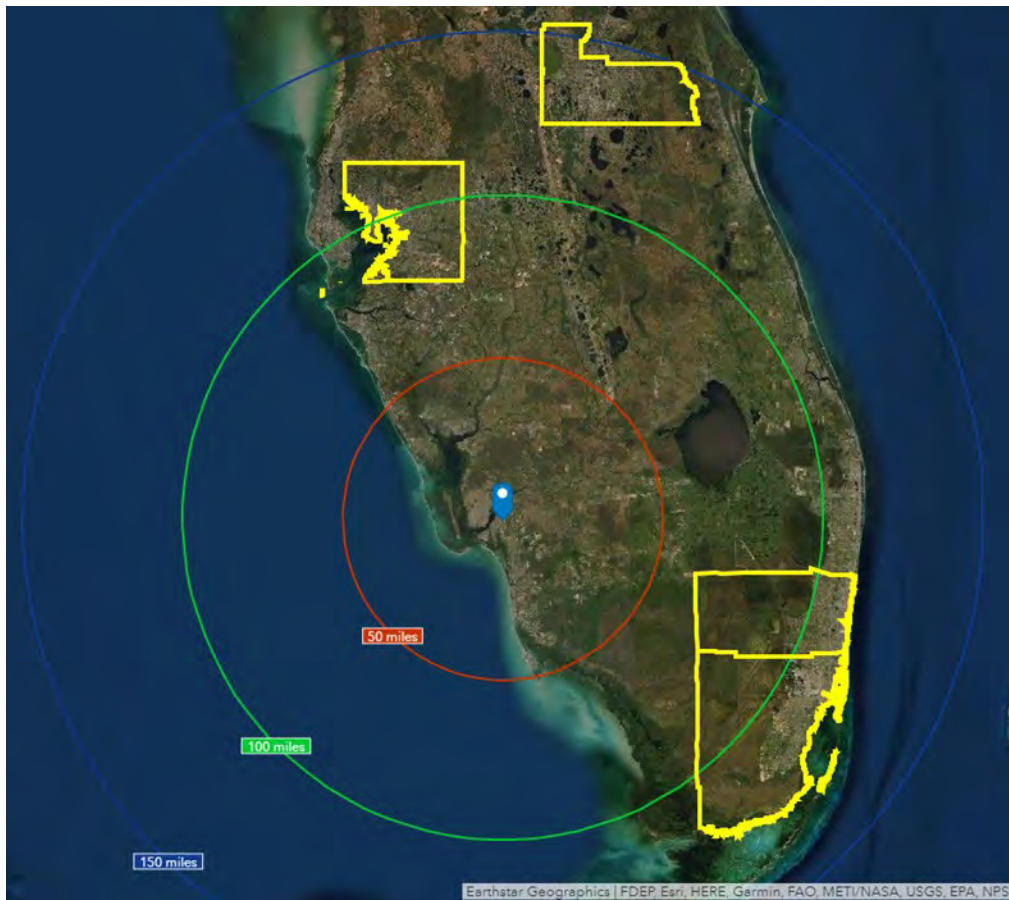 50 miles
100 miles
150 miles
Earthstar Geographics | FDEP, Esri, HERE, Garmin, FAO, METI/NASA, USGS, EPA, NPS